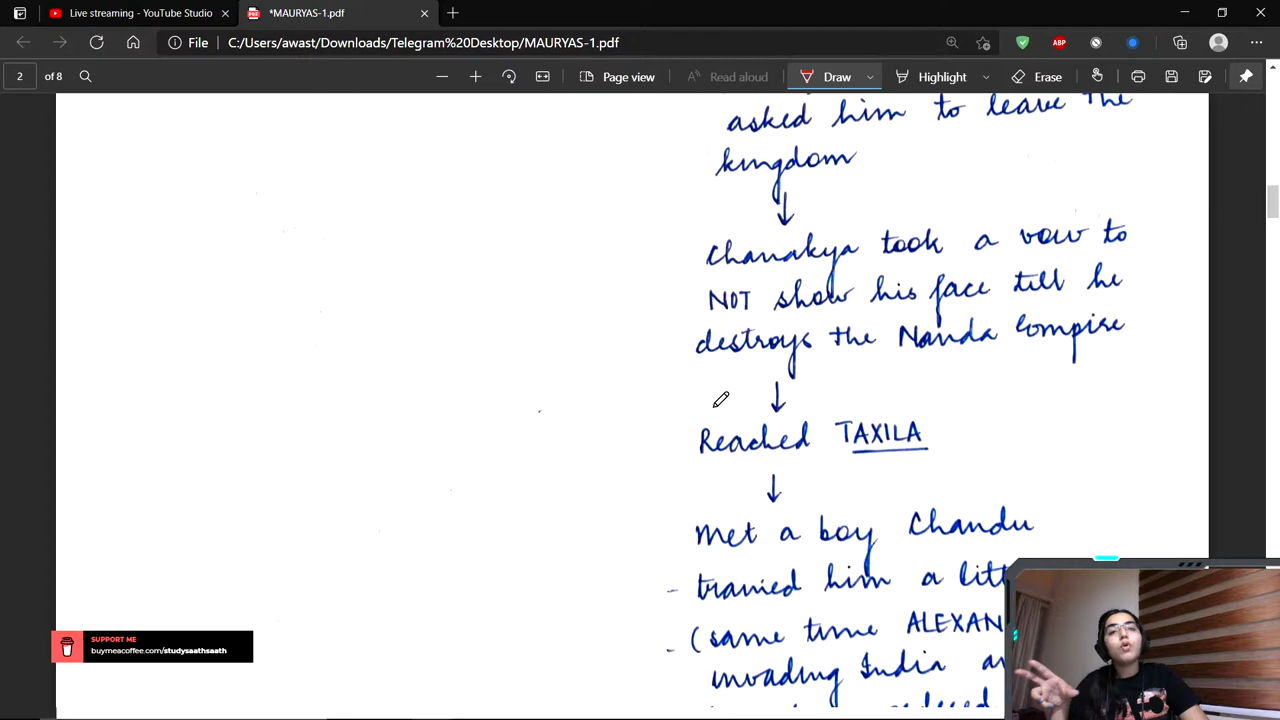 Live streaming - YouTube Studio
*MAURYAS-1.pdf
File
C:/Users/awast/Downloads/Telegram%20Desktop/MAURYAS-1.pdf
ABP
2 of 8
Page view
Read aloud
Draw
Highlight
Erase
asked him to leave the
kingdom
Chanakya took a vow to
NOT show his face till he
destroys the Nanda Empire
Reached TAXILA
Met a boy Chandu
- tranied him a litt
- (same time ALEXAN
invading India
SUPPORT ME
buymeacoffee.com/studysaathsaath